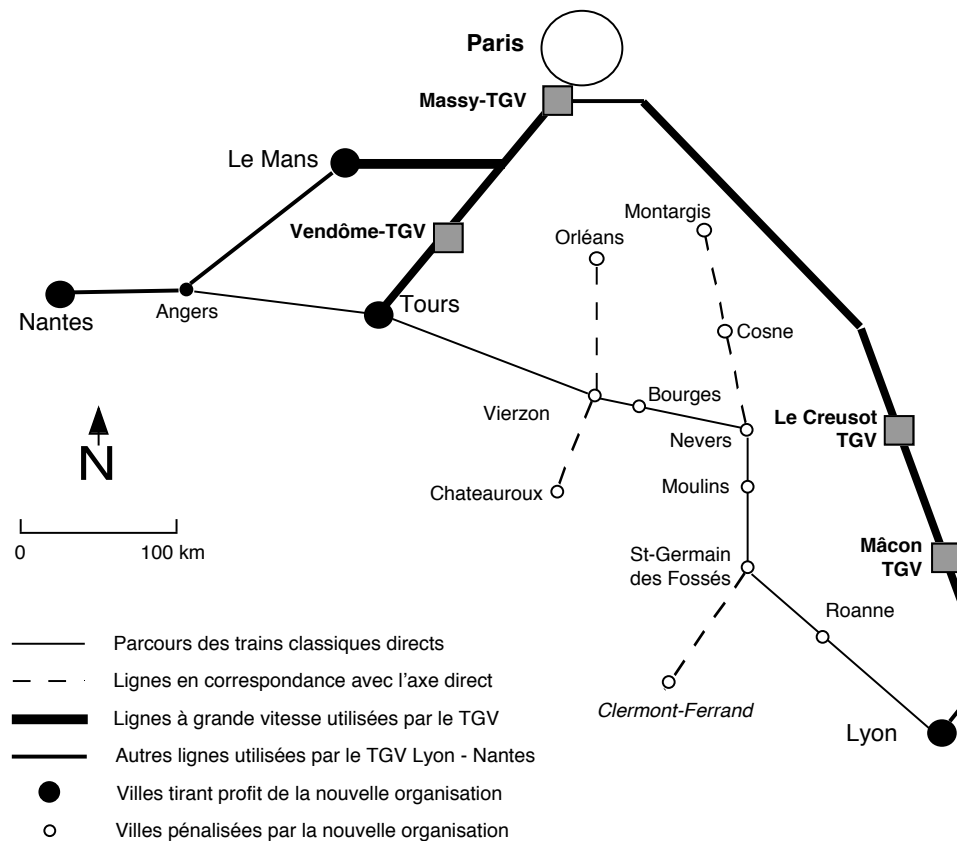 Paris
Massy-TGV
Le Mans
Montargis
Vendôme-TGV
Orléans
Nantes
Angers
Tours
Cosne
Vierzon
Bourges
Nevers
Le Creusot
TGV
N
Chateauroux
Moulins
0
100 km
St-Germain
des Fossés
Mâcon
TGV
Roanne
Clermont-Ferrand
Lyon
Parcours des trains classiques directs
Lignes en correspondance avec l'axe direct
Lignes à grande vitesse utilisées par le TGV
Autres lignes utilisées par le TGV Lyon - Nantes
Villes tirant profit de la nouvelle organisation
Villes pénalisées par la nouvelle organisation